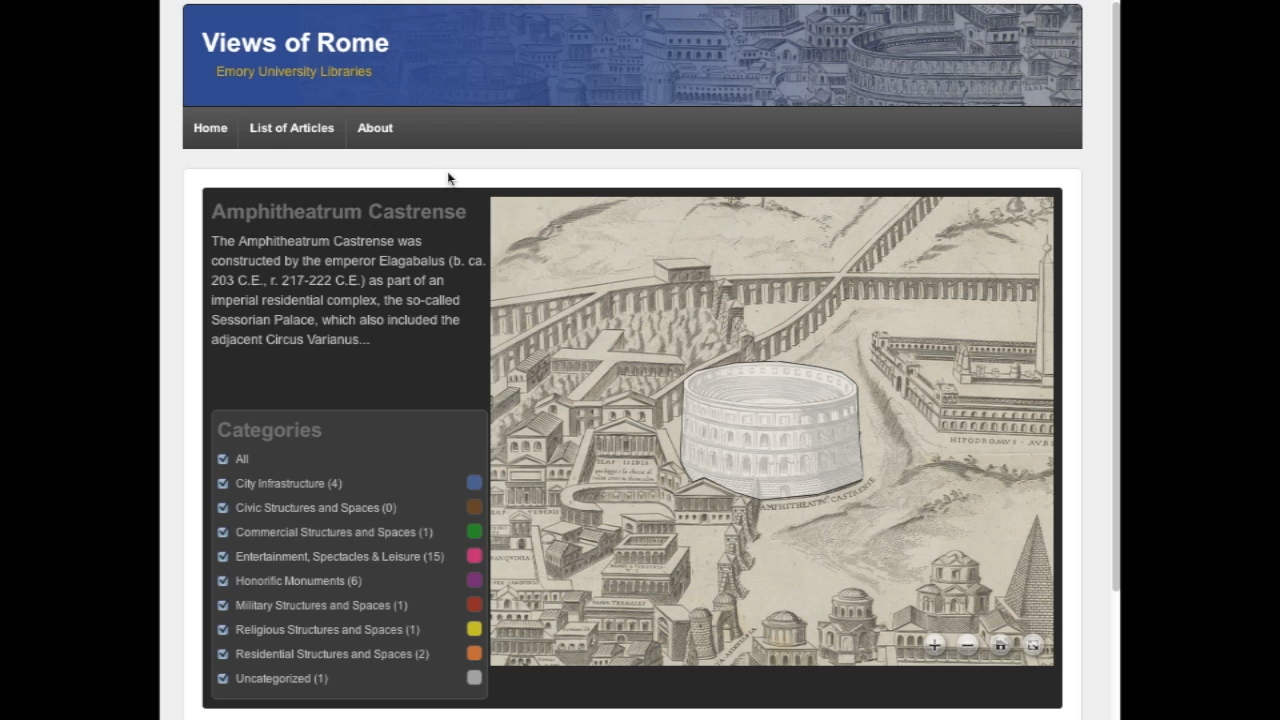 Views of Rome
Emory University Libraries
Home
List of Articles
About
Amphitheatrum Castrense
The Amphitheatrum Castrense was
constructed by the emperor Elagabalus (b. ca.
203 C.E., r. 217-222 C.E.) as part of an
imperial residential complex, the so-called
Sessorian Palace, which also included the
adjacent Circus Varianus...
Categories
All
City Infrastructure (4)
Civic Structures and Spaces (0)
Commercial Structures and Spaces (1)
Entertainment, Spectacles & Leisure (15)
Honorific Monuments (6)
Military Structures and Spaces (1)
Religious Structures and Spaces (1)
Residential Structures and Spaces (2)
Uncategorized (1)
HIPODROMVS
CASTRENSE